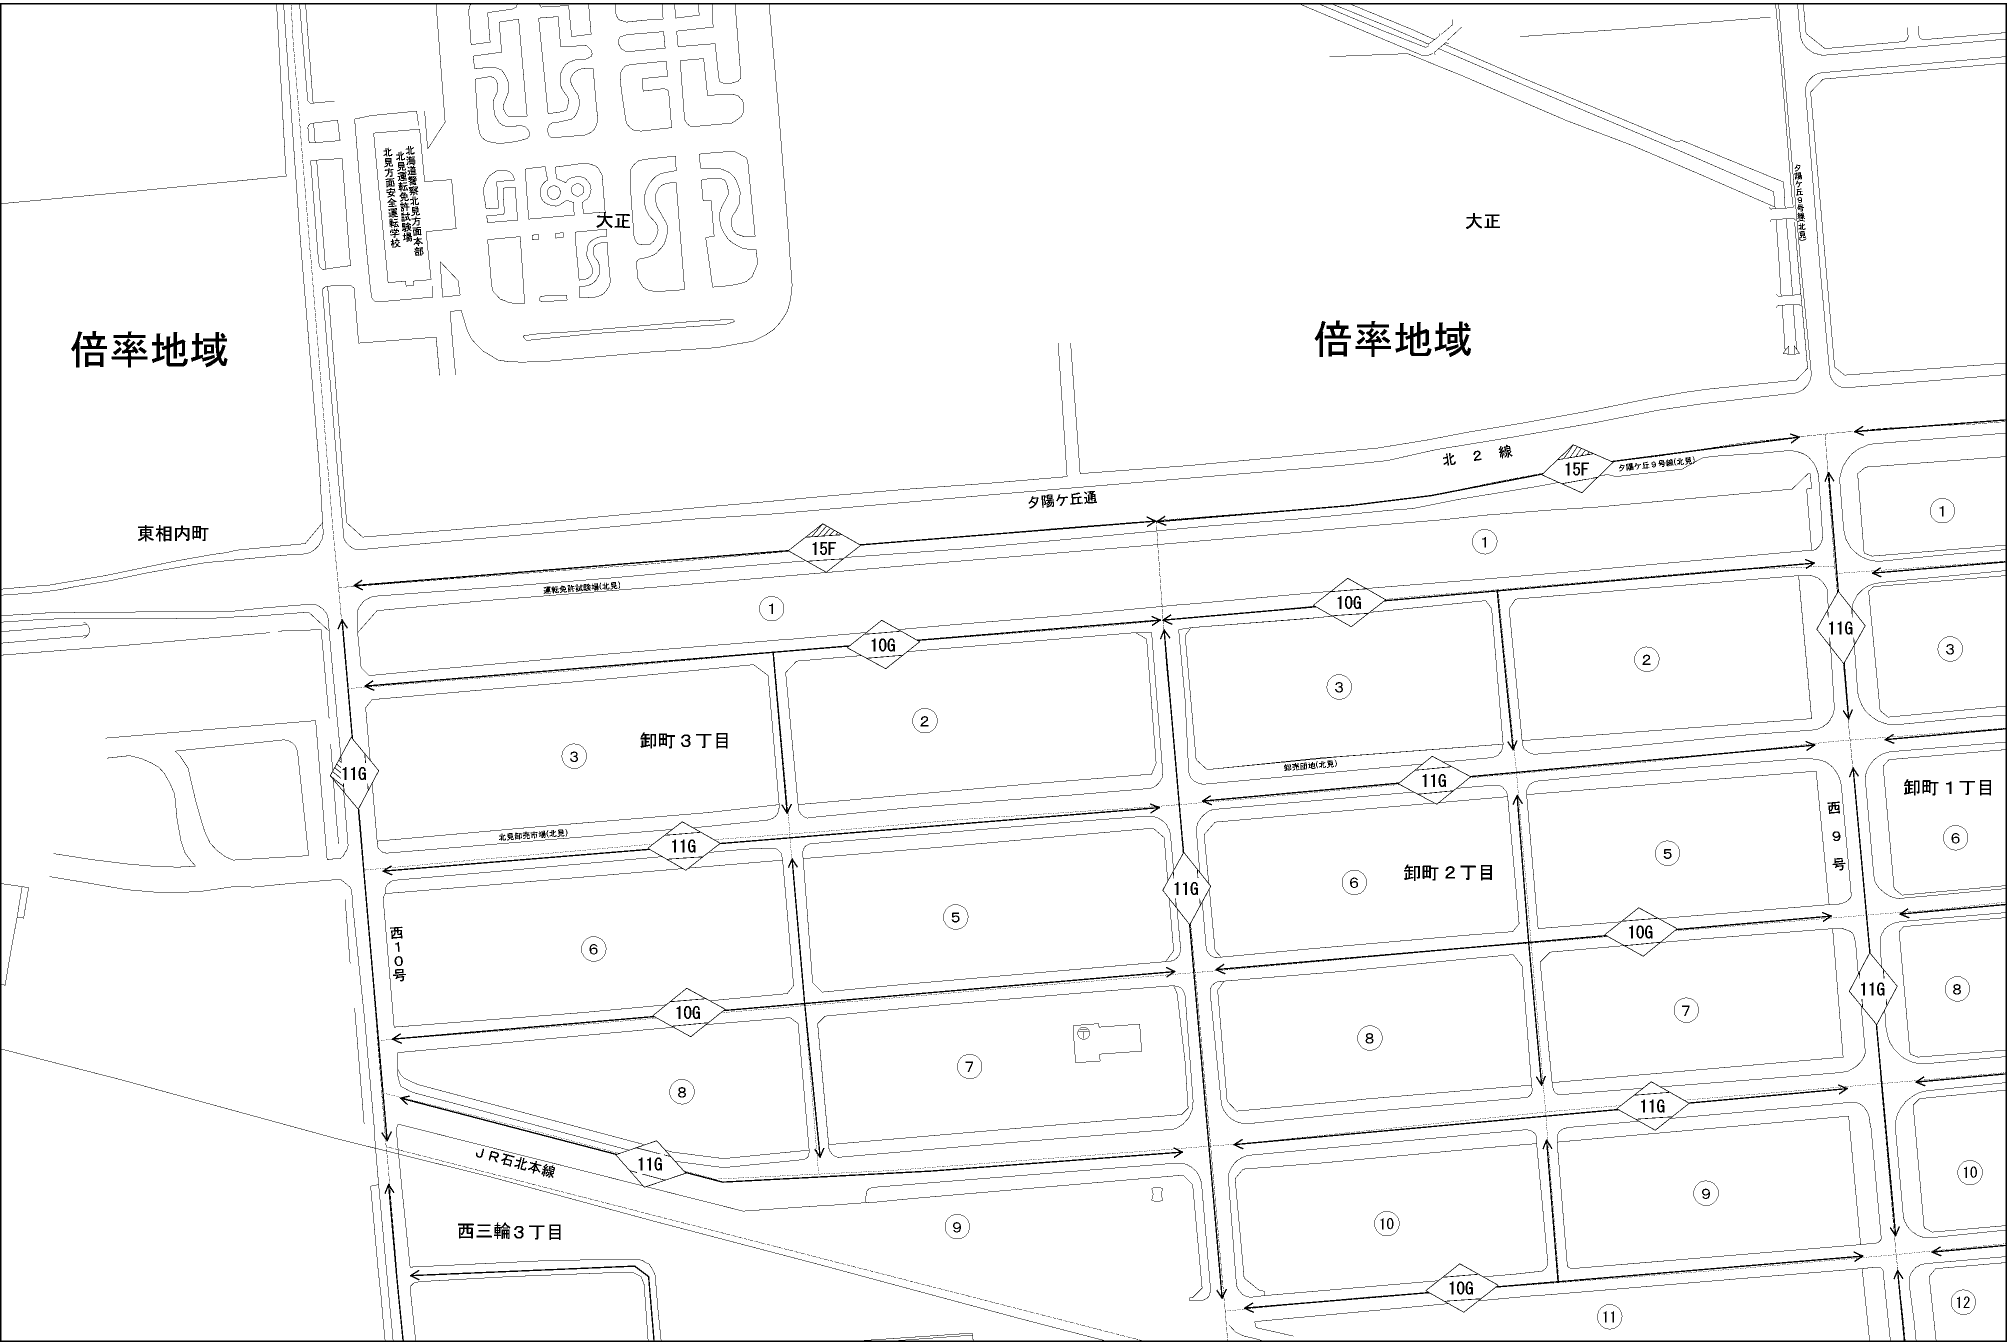 北海道警察北見方面本部
北見運転免許試験場
北見方面安全運転学校
大正
大正
夕陽ケ丘9号線(北見)
倍率地域
倍率地域
北2線
15F
夕陽ケ丘9号線(北見)
夕陽ケ丘通
東相内町
15F
運転免許試験場(北見)
①
①
①
10G
10G
11G
②
③
③
②
③
卸町3丁目
11G
卸売団地(北見)
11G
卸町1丁目
西9号
⑥
北見卸売市場(北見)
11G
⑤
⑥
卸町2丁目
11G
⑤
⑥
西10号
10G
11G
⑧
10G
⑦
⑧
⑦
〒
⑧
11G
11G
JR石北本線
⑨
⑩
⑨
⑩
西三輪3丁目
10G
⑪
⑫